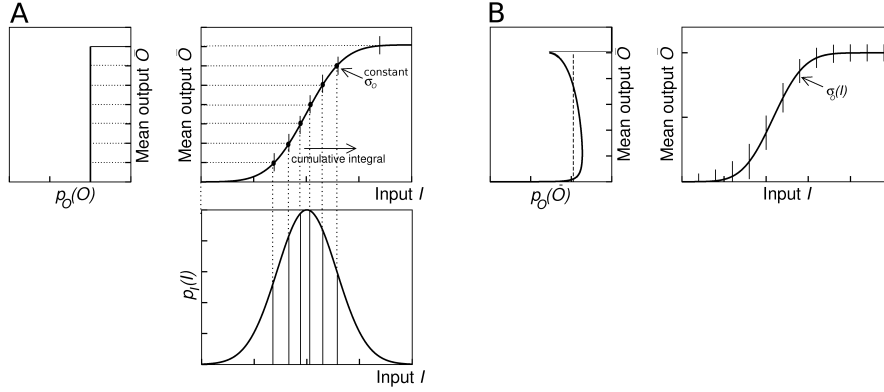 A
Mean output Ō
p_O(O)
Mean output Ō
constant
σ_O
cumulative integral
Input I
p_I(I)
Input I
B
Mean output Ō
p_O(Ō)
Mean output Ō
σ_Ō(I)
Input I